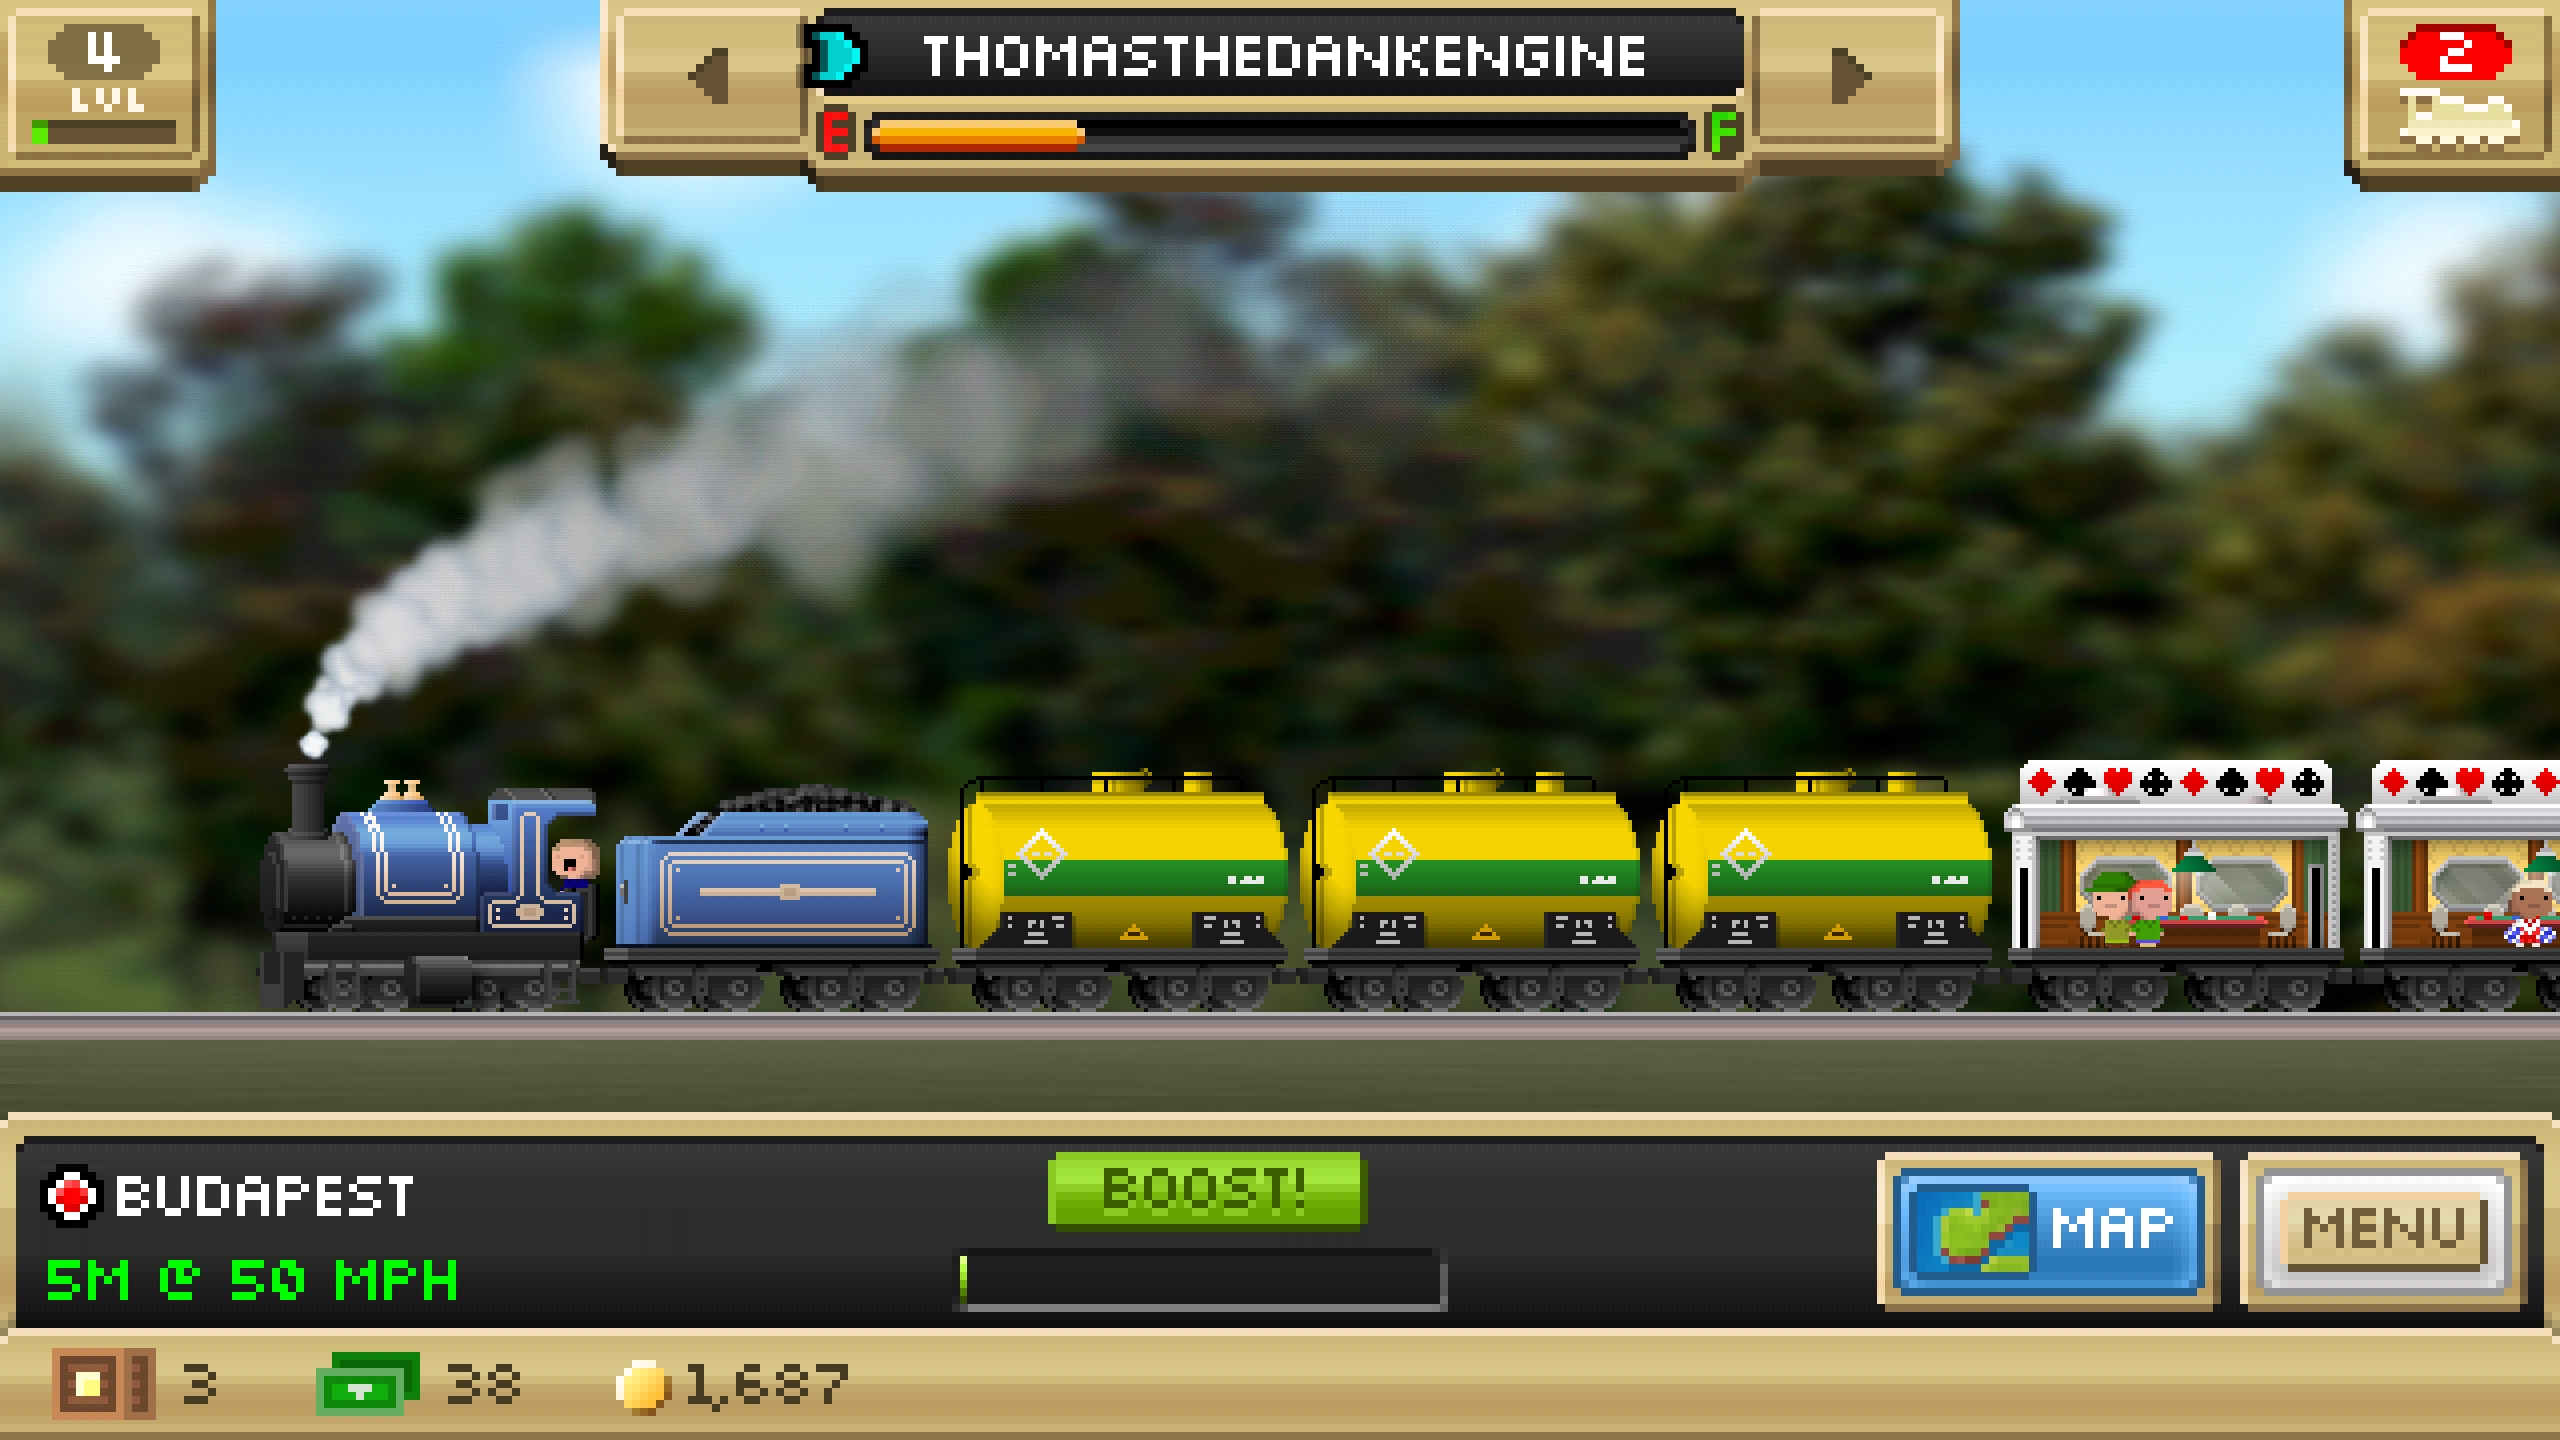 4
LVL
THOMASTHEDANKENGINE
E F
2
BUDAPEST
5M @ 50 MPH
BOOST!
MAP
MENU
3
38
1,687